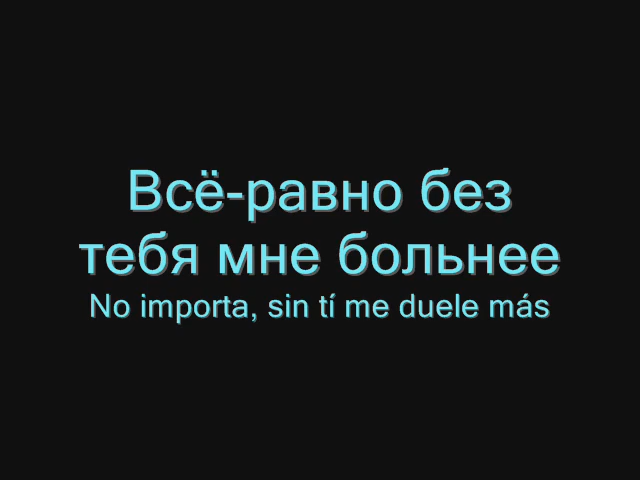 Всё-равно без
тебя мне больнее
No importa, sin tí me duele más